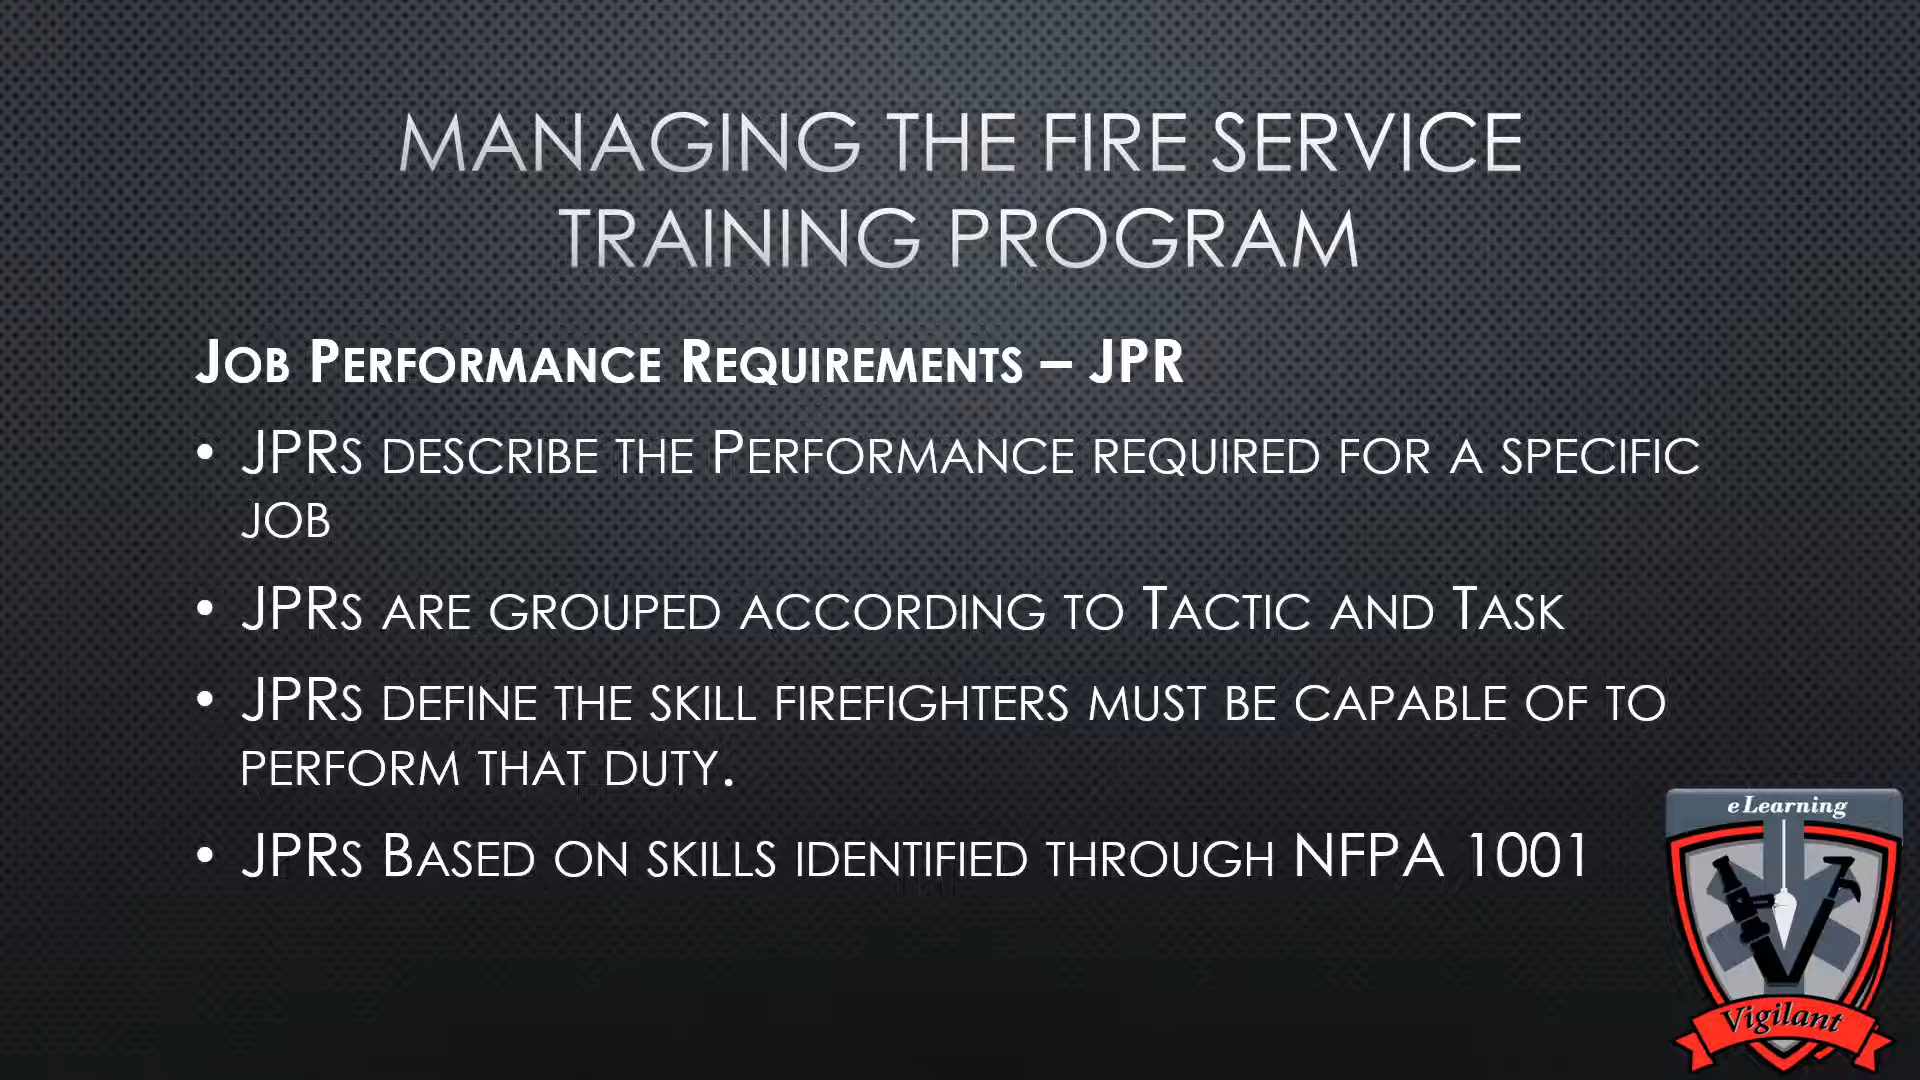 MANAGING THE FIRE SERVICE
TRAINING PROGRAM
JOB PERFORMANCE REQUIREMENTS – JPR
• JPRS DESCRIBE THE PERFORMANCE REQUIRED FOR A SPECIFIC
JOB
• JPRS ARE GROUPED ACCORDING TO TACTIC AND TASK
• JPRS DEFINE THE SKILL FIREFIGHTERS MUST BE CAPABLE OF TO
PERFORM THAT DUTY.
• JPRS BASED ON SKILLS IDENTIFIED THROUGH NFPA 1001
eLearning
Vigilant